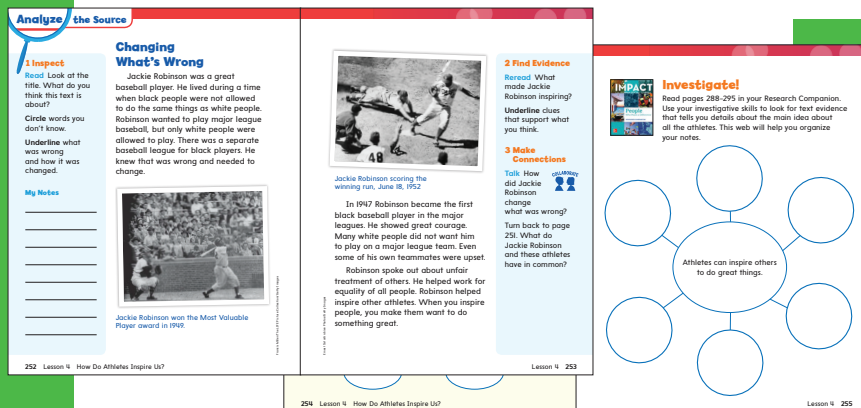 Analyze the Source
1 Inspect
Read Look at the
title. What do you
think this text is
about?
Circle words you
don't know.
Underline what
was wrong
and how it was
changed.
My Notes
Changing
What's Wrong
Jackie Robinson was a great
baseball player. He lived during a time
when black people were not allowed
to do the same things as white people.
Robinson wanted to play major league
baseball, but only white people were
allowed to play. There was a separate
baseball league for black players. He
knew that was wrong and needed to
change.
Jackie Robinson won the Most Valuable
Player award in 1949.
252 Lesson 4 How Do Athletes Inspire Us?
48
Jackie Robinson scoring the
winning run, June 18, 1952
In 1947 Robinson became the first
black baseball player in the major
leagues. He showed great courage.
Many white people did not want him
to play on a major league team. Even
some of his own teammates were upset.
Robinson spoke out about unfair
treatment of others. He helped work for
equality of all people. Robinson helped
inspire other athletes. When you inspire
people, you make them want to do
something great.
2 Find Evidence
Reread What
made Jackie
Robinson inspiring?
Underline clues
that support what
you think.
3 Make
Connections
Talk How
did Jackie
Robinson
change
what was wrong?
COLLABORATE
Turn back to page
251. What do
Jackie Robinson
and these athletes
have in common?
Lesson 4 253
254 Lesson 4 How Do Athletes Inspire Us?
IMPACT
Investigate!
Read pages 288–295 in your Research Companion.
Use your investigative skills to look for text evidence
that tells you details about the main idea about
all the athletes. This web will help you organize
your notes.
Athletes can inspire others
to do great things.
Lesson 4 255